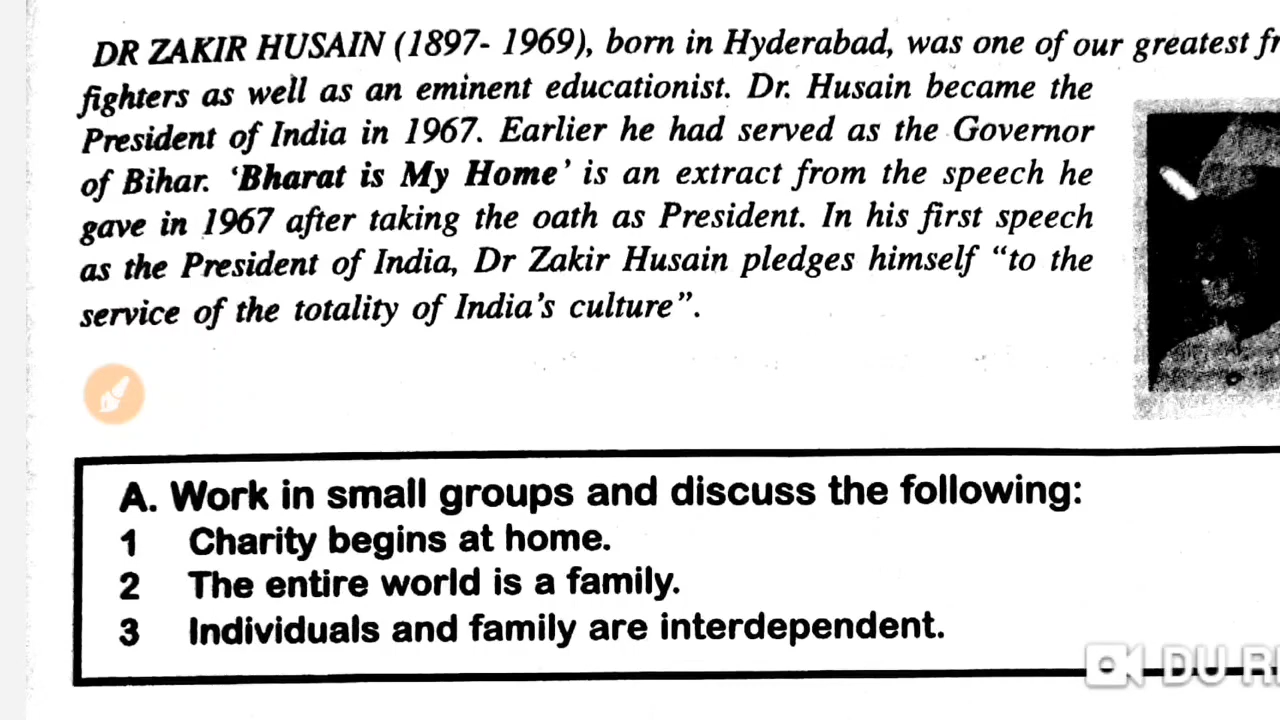 DR ZAKIR HUSAIN (1897- 1969), born in Hyderabad, was one of our greatest
fighters as well as an eminent educationist. Dr. Husain became the
President of India in 1967. Earlier he had served as the Governor
of Bihar. ‘Bharat is My Home’ is an extract from the speech he
gave in 1967 after taking the oath as President. In his first speech
as the President of India, Dr Zakir Husain pledges himself “to the
service of the totality of India’s culture”.
A. Work in small groups and discuss the following:
1 Charity begins at home.
2 The entire world is a family.
3 Individuals and family are interdependent.
DU